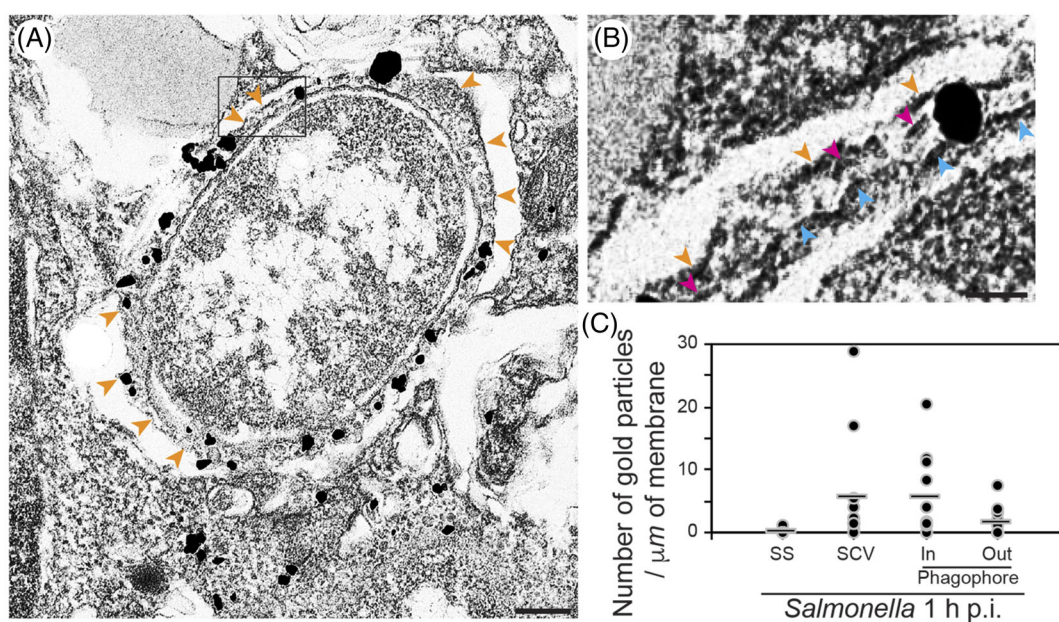 (A)
(B)
(C)
Number of gold particles
/ μm of membrane
30
20
10
0
SS
SCV
In
Out
Phagophore
Salmonella 1 h p.i.